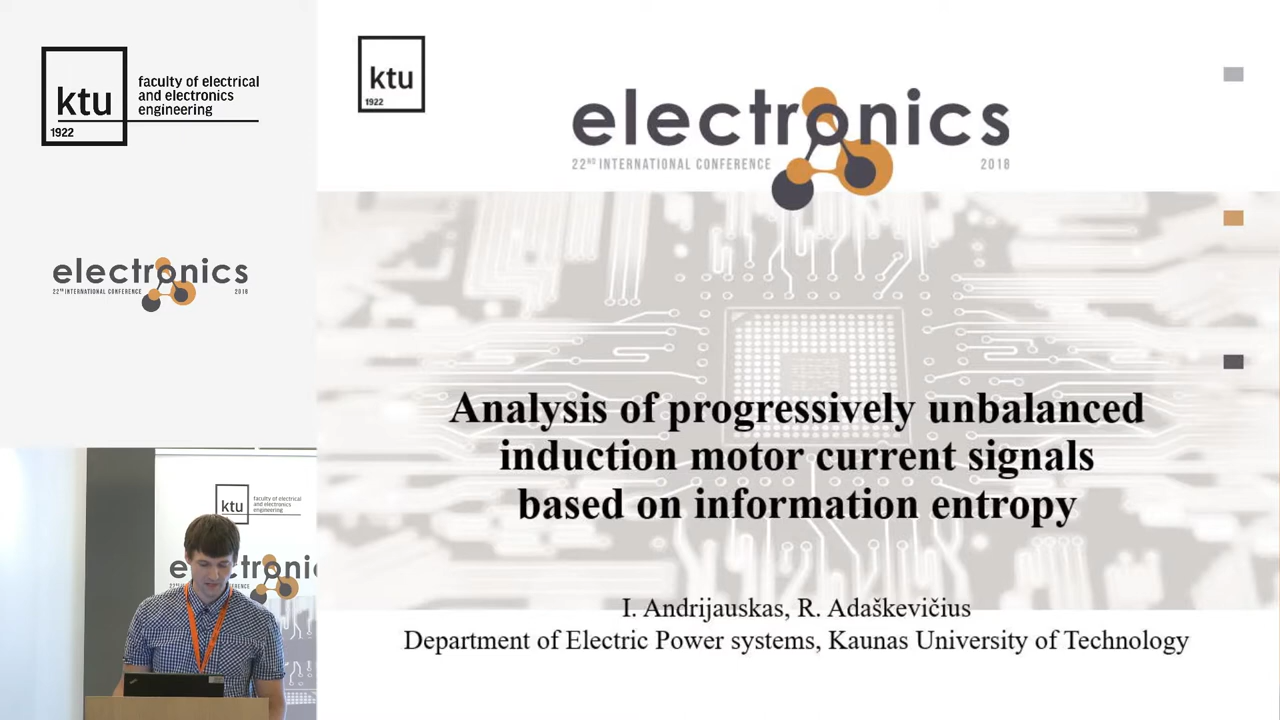 ktu
1922
faculty of electrical
and electronics
engineering
electronics
22ND INTERNATIONAL CONFERENCE 2018
ktu
faculty of electrical
and electronics
engineering
ktu
1922
electronics
22ND INTERNATIONAL CONFERENCE 2018
Analysis of progressively unbalanced
induction motor current signals
based on information entropy
I. Andrijauskas, R. Adaškevičius
Department of Electric Power systems, Kaunas University of Technology